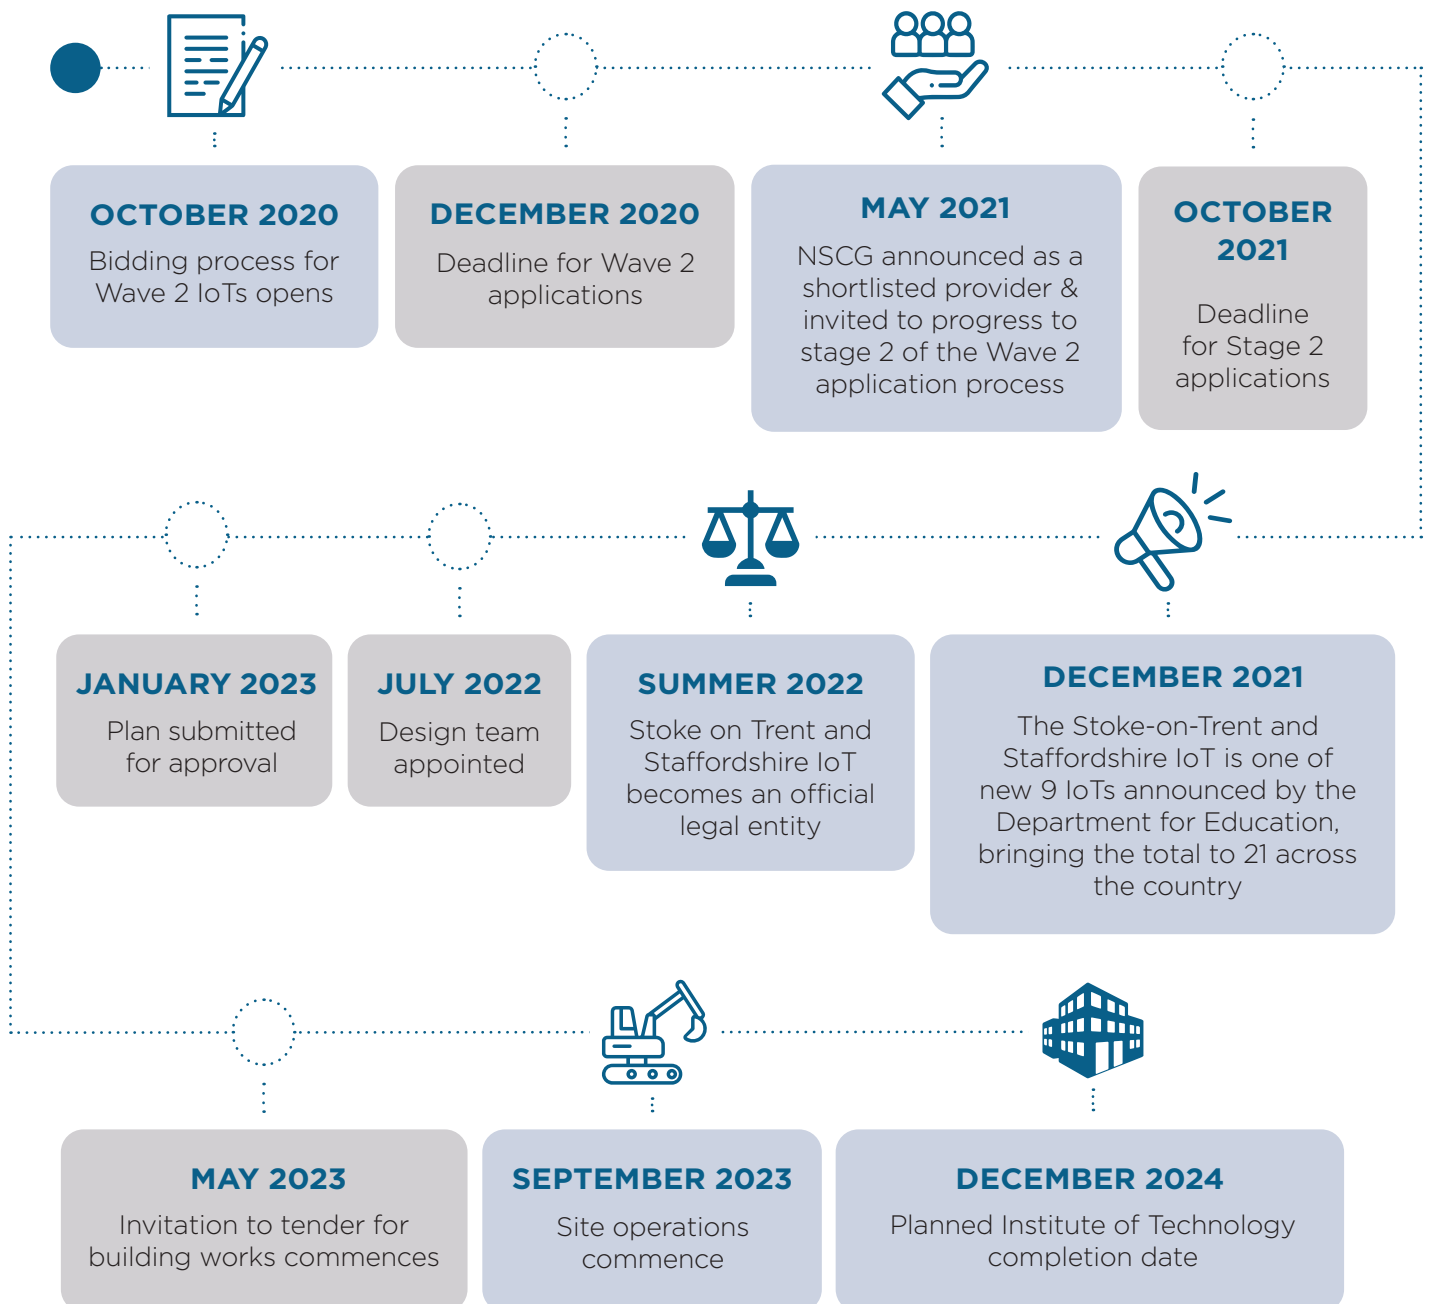 OCTOBER 2020
Bidding process for
Wave 2 IoTs opens
DECEMBER 2020
Deadline for Wave 2
applications
MAY 2021
NSCG announced as a
shortlisted provider &
invited to progress to
stage 2 of the Wave 2
application process
OCTOBER
2021
Deadline
for Stage 2
applications
DECEMBER 2021
The Stoke-on-Trent and
Staffordshire IoT is one of
new 9 IoTs announced by the
Department for Education,
bringing the total to 21 across
the country
SUMMER 2022
Stoke on Trent and
Staffordshire IoT
becomes an official
legal entity
JULY 2022
Design team
appointed
JANUARY 2023
Plan submitted
for approval
MAY 2023
Invitation to tender for
building works commences
SEPTEMBER 2023
Site operations
commence
DECEMBER 2024
Planned Institute of Technology
completion date